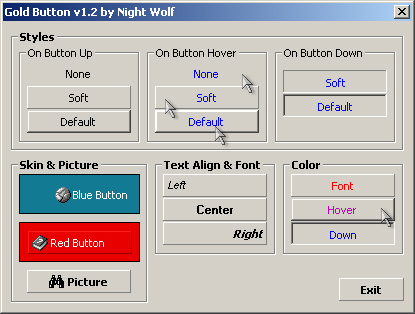 Gold Button v1.2 by Night Wolf
Styles
On Button Up
None
Soft
Default
On Button Hover
None
Soft
Default
On Button Down
Soft
Default
Skin & Picture
Blue Button
Red Button
Picture
Text Align & Font
Left
Center
Right
Color
Font
Hover
Down
Exit